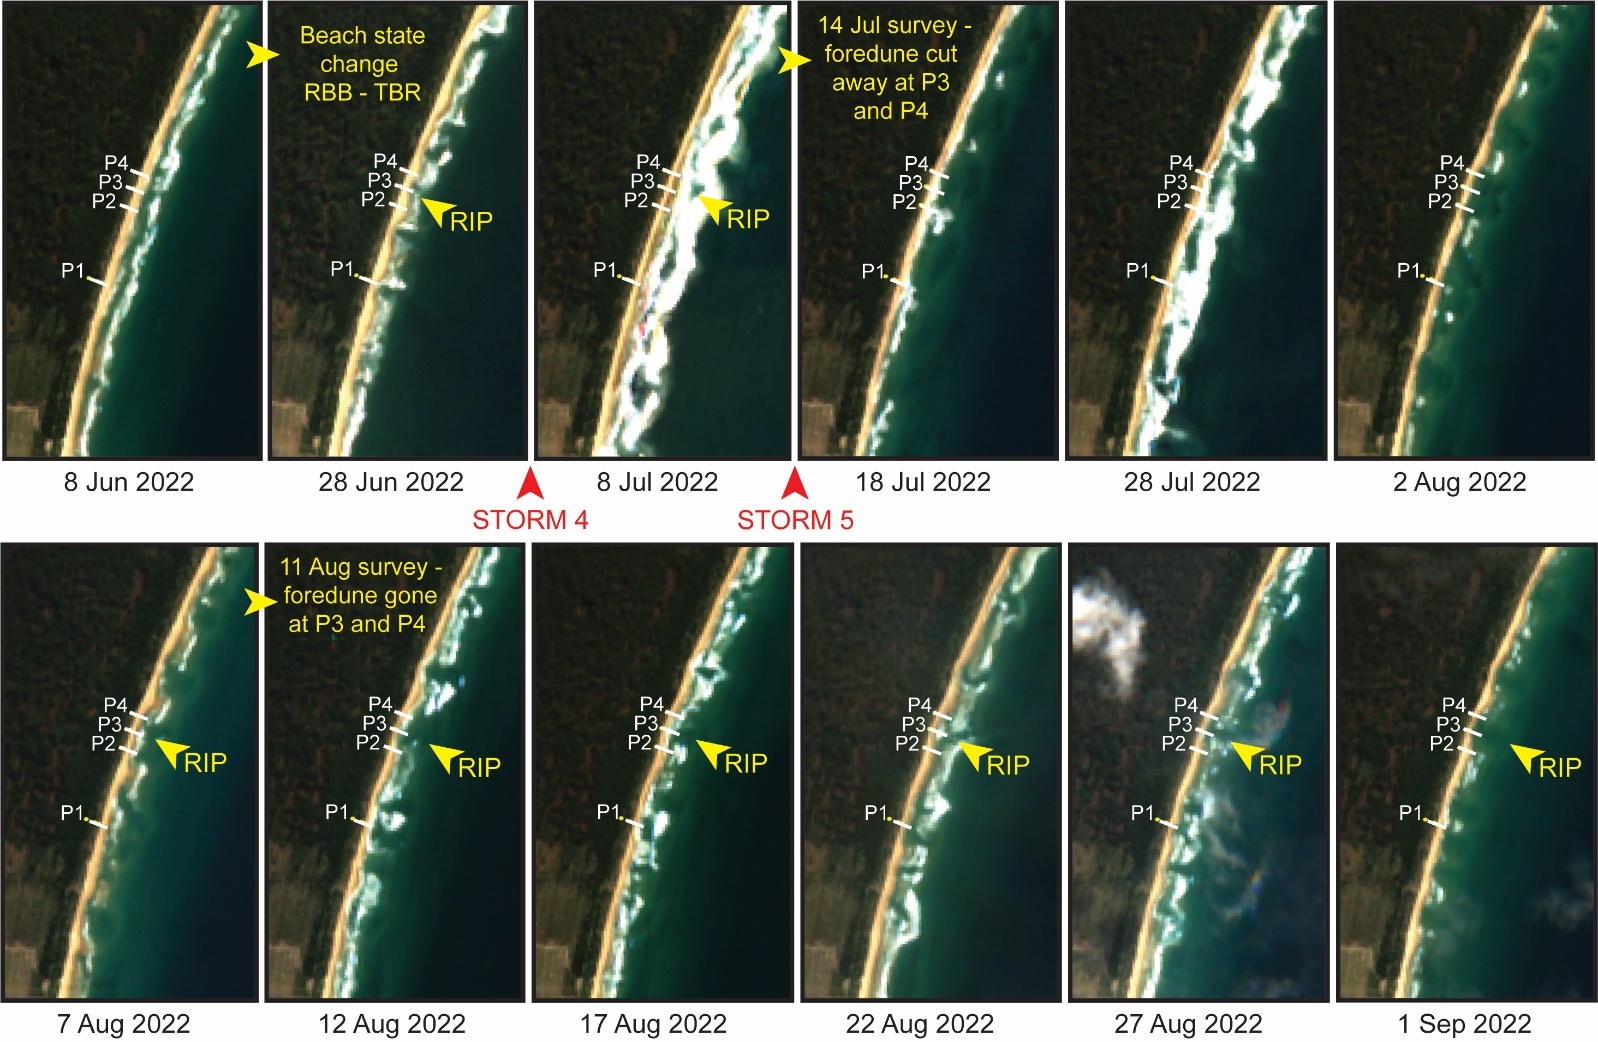 Beach state
change
RBB - TBR
14 Jul survey -
foredune cut
away at P3
and P4
P4
P3
P2
P1
P4
P3
P2
RIP
P1
P4
P3
P2
RIP
P1
P4
P3
P2
P1
P4
P3
P2
P1
P4
P3
P2
P1
8 Jun 2022
28 Jun 2022
8 Jul 2022
18 Jul 2022
28 Jul 2022
2 Aug 2022
STORM 4
STORM 5
11 Aug survey -
foredune gone
at P3 and P4
P4
P3
P2
RIP
P1
P4
P3
P2
RIP
P1
P4
P3
P2
RIP
P1
P4
P3
P2
RIP
P1
P4
P3
P2
RIP
P1
P4
P3
P2
RIP
P1
7 Aug 2022
12 Aug 2022
17 Aug 2022
22 Aug 2022
27 Aug 2022
1 Sep 2022